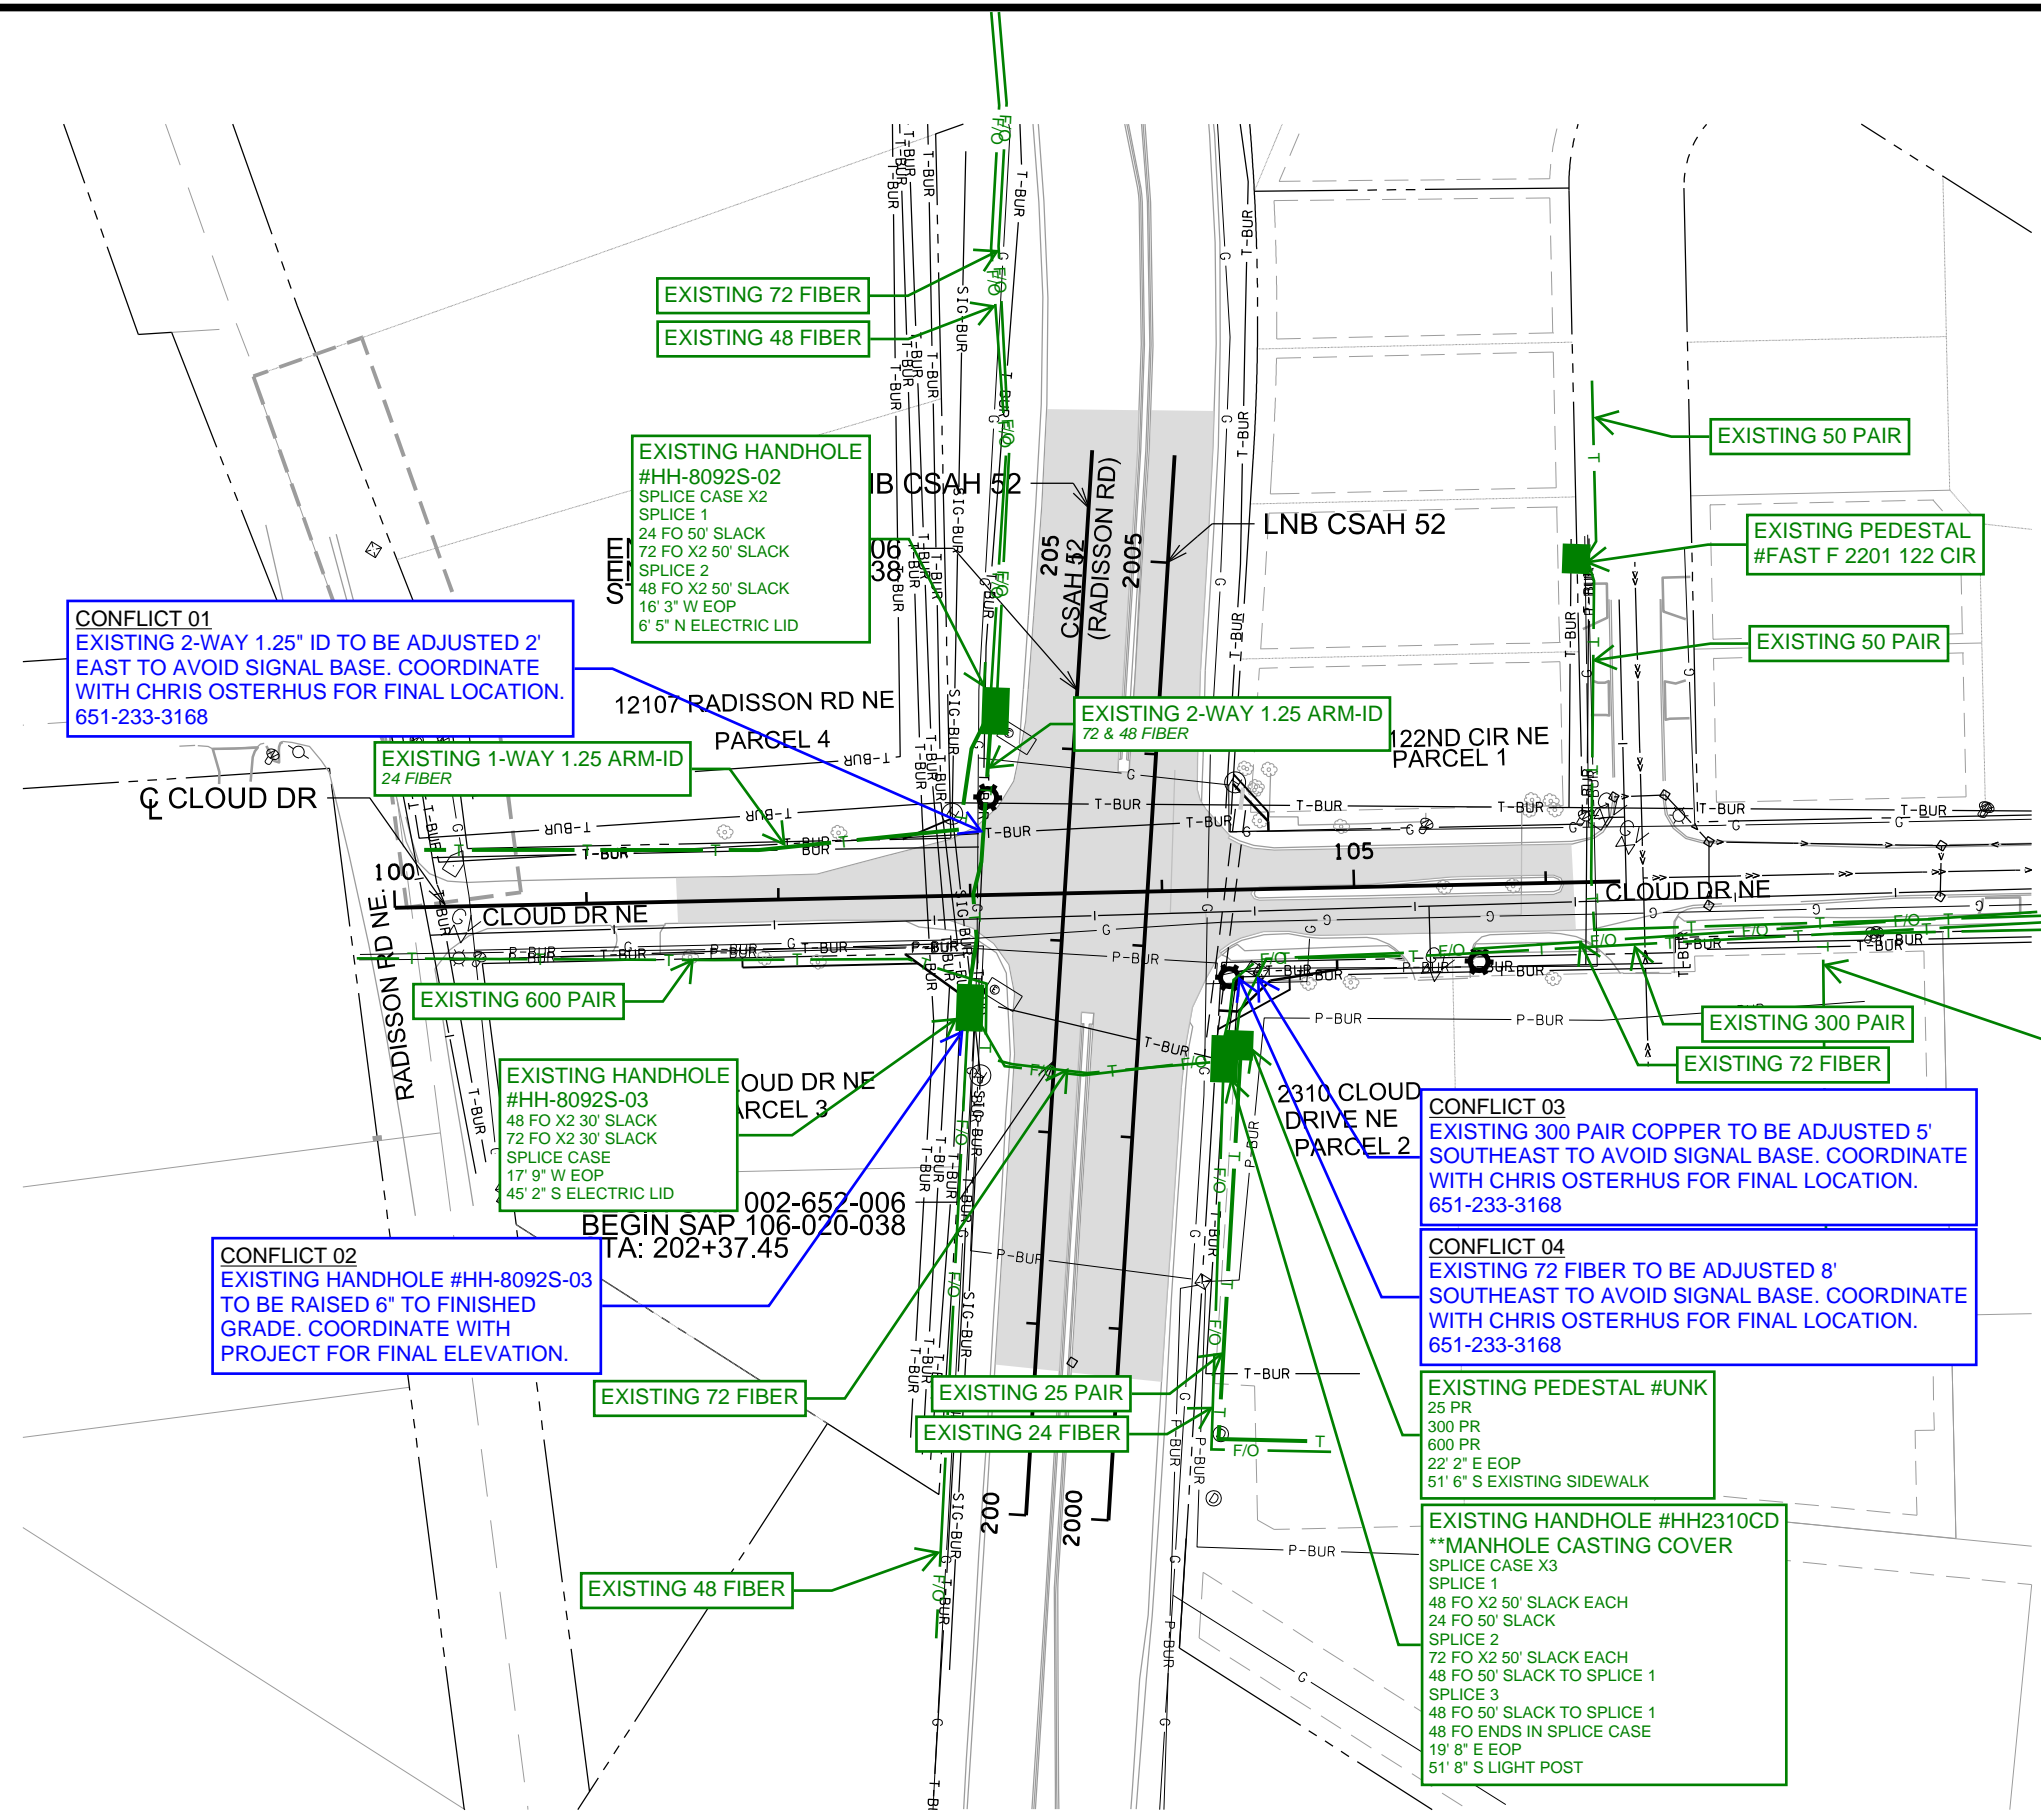 EXISTING 72 FIBER
EXISTING 48 FIBER
EXISTING HANDHOLE
#HH-8092S-02
SPLICE CASE X2
SPLICE 1
24 FO 50' SLACK
72 FO X2 50' SLACK
SPLICE 2
48 FO X2 50' SLACK
16' 3" W EOP
6' 5" N ELECTRIC LID
CSAH 52
205
CSAH 52
(RADISSON RD)
2005
LNB CSAH 52
EXISTING 50 PAIR
EXISTING PEDESTAL
#FAST F 2201 122 CIR
EXISTING 50 PAIR
CONFLICT 01
EXISTING 2-WAY 1.25" ID TO BE ADJUSTED 2'
EAST TO AVOID SIGNAL BASE. COORDINATE
WITH CHRIS OSTERHUS FOR FINAL LOCATION.
651-233-3168
12107 RADISSON RD NE
PARCEL 4
EXISTING 2-WAY 1.25 ARM-ID
72 & 48 FIBER
122ND CIR NE
PARCEL 1
EXISTING 1-WAY 1.25 ARM-ID
24 FIBER
℄ CLOUD DR
100
105
CLOUD DR NE
CLOUD DR NE
RADISSON RD NE.
EXISTING 600 PAIR
EXISTING 300 PAIR
EXISTING 72 FIBER
EXISTING HANDHOLE
#HH-8092S-03
48 FO X2 30' SLACK
72 FO X2 30' SLACK
SPLICE CASE
17' 9" W EOP
45' 2" S ELECTRIC LID
OUD DR NE
ARCEL 3
2310 CLOUD
DRIVE NE
PARCEL 2
002-652-006
BEGIN SAP 106-020-038
TA: 202+37.45
CONFLICT 02
EXISTING HANDHOLE #HH-8092S-03
TO BE RAISED 6" TO FINISHED
GRADE. COORDINATE WITH
PROJECT FOR FINAL ELEVATION.
CONFLICT 03
EXISTING 300 PAIR COPPER TO BE ADJUSTED 5'
SOUTHEAST TO AVOID SIGNAL BASE. COORDINATE
WITH CHRIS OSTERHUS FOR FINAL LOCATION.
651-233-3168
CONFLICT 04
EXISTING 72 FIBER TO BE ADJUSTED 8'
SOUTHEAST TO AVOID SIGNAL BASE. COORDINATE
WITH CHRIS OSTERHUS FOR FINAL LOCATION.
651-233-3168
EXISTING 72 FIBER
EXISTING 25 PAIR
EXISTING 24 FIBER
EXISTING PEDESTAL #UNK
25 PR
300 PR
600 PR
22' 2" E EOP
51' 6" S EXISTING SIDEWALK
200
2000
EXISTING 48 FIBER
EXISTING HANDHOLE #HH2310CD
**MANHOLE CASTING COVER
SPLICE CASE X3
SPLICE 1
48 FO X2 50' SLACK EACH
24 FO 50' SLACK
SPLICE 2
72 FO X2 50' SLACK EACH
48 FO 50' SLACK TO SPLICE 1
SPLICE 3
48 FO 50' SLACK TO SPLICE 1
48 FO ENDS IN SPLICE CASE
19' 8" E EOP
51' 8" S LIGHT POST
T-BUR
SIG-BUR
P-BUR
F/O
G
T